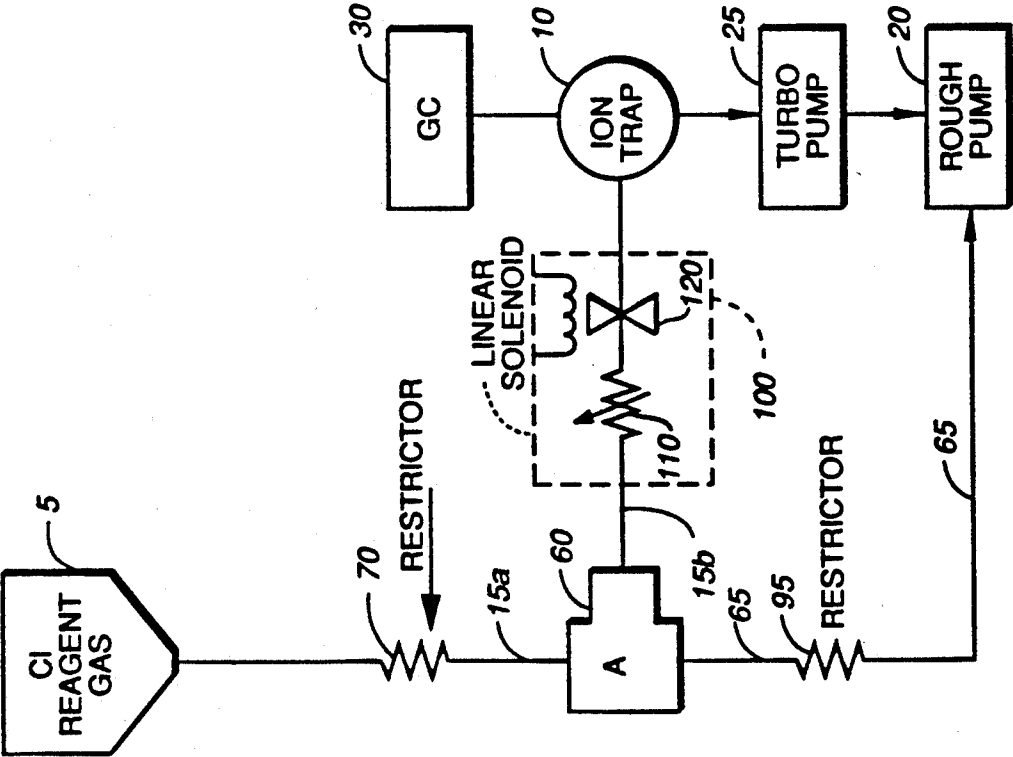 5
CI
REAGENT
GAS
70
RESTRICTOR
15a
60
A
15b
65
95
RESTRICTOR
65
LINEAR
SOLENOID
110
120
100
30
GC
10
ION
TRAP
25
TURBO
PUMP
20
ROUGH
PUMP